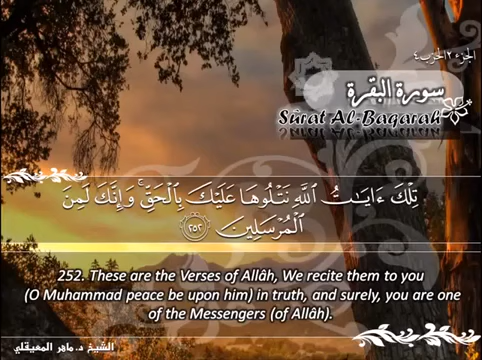 الجزء ٢ الحزب ٤
سورة البقرة
Sûrat Al-Baqarah
تِلْكَ ءَايَـٰتُ ٱللَّهِ نَتْلُوهَا عَلَيْكَ بِٱلْحَقِّ ۚ وَإِنَّكَ لَمِنَ
ٱلْمُرْسَلِينَ ٢٥٢
252. These are the Verses of Allâh, We recite them to you
(O Muhammad peace be upon him) in truth, and surely, you are one
of the Messengers (of Allâh).
الشيخ د. ماهر المعيقلي